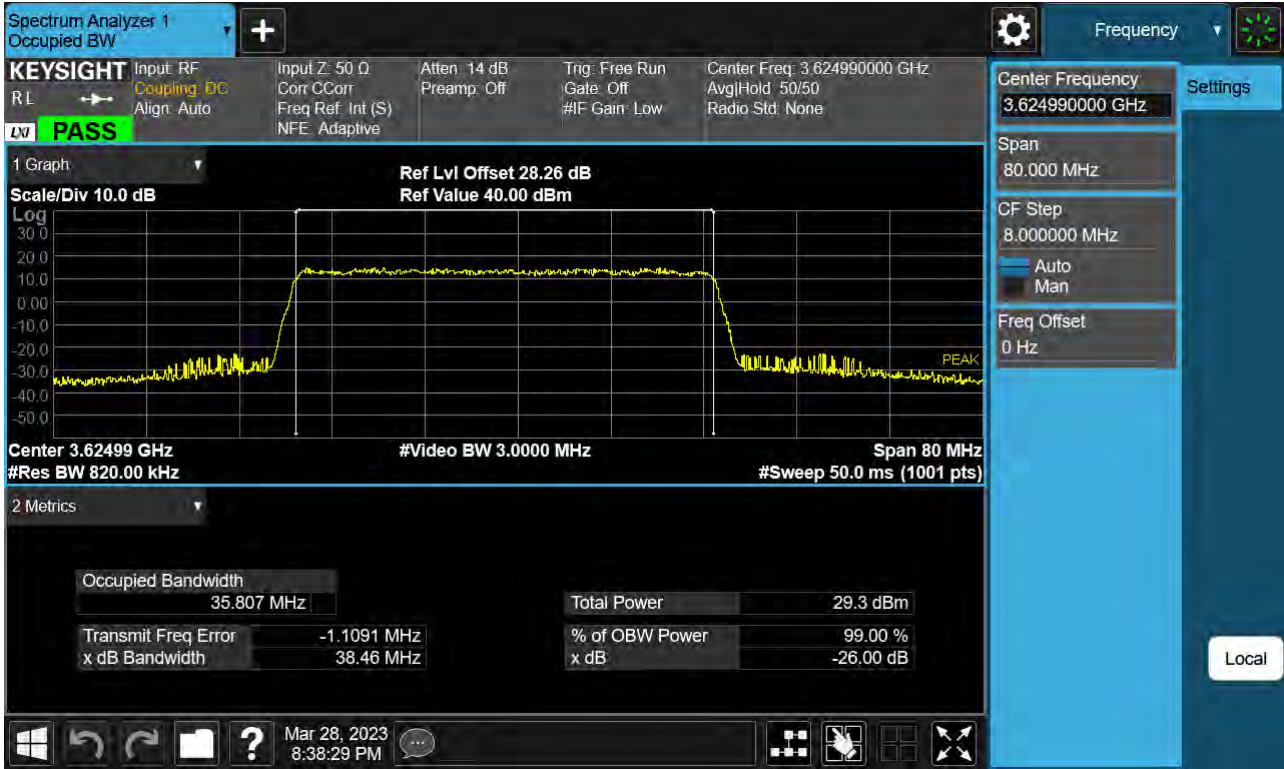 Spectrum Analyzer 1
Occupied BW
+
Frequency
KEYSIGHT
RL
LXI
PASS
Input: RF
Coupling: DC
Align: Auto
Input Z: 50 Ω
Corr CCorr
Freq Ref: Int (S)
NFE: Adaptive
Atten: 14 dB
Preamp: Off
Trig: Free Run
Gate: Off
#IF Gain: Low
Center Freq: 3.624990000 GHz
Avg|Hold: 50/50
Radio Std: None
Center Frequency
3.624990000 GHz
Settings
Span
80.000 MHz
CF Step
8.000000 MHz
Auto
Man
Freq Offset
0 Hz
Local
1 Graph
Scale/Div 10.0 dB
Ref Lvl Offset 28.26 dB
Ref Value 40.00 dBm
Log
30.0
20.0
10.0
0.00
-10.0
-20.0
-30.0
-40.0
-50.0
PEAK
Center 3.62499 GHz
#Video BW 3.0000 MHz
Span 80 MHz
#Res BW 820.00 kHz
#Sweep 50.0 ms (1001 pts)
2 Metrics
Occupied Bandwidth
35.807 MHz
Total Power 29.3 dBm
Transmit Freq Error -1.1091 MHz
% of OBW Power 99.00 %
x dB Bandwidth 38.46 MHz
x dB -26.00 dB
?
Mar 28, 2023
8:38:29 PM